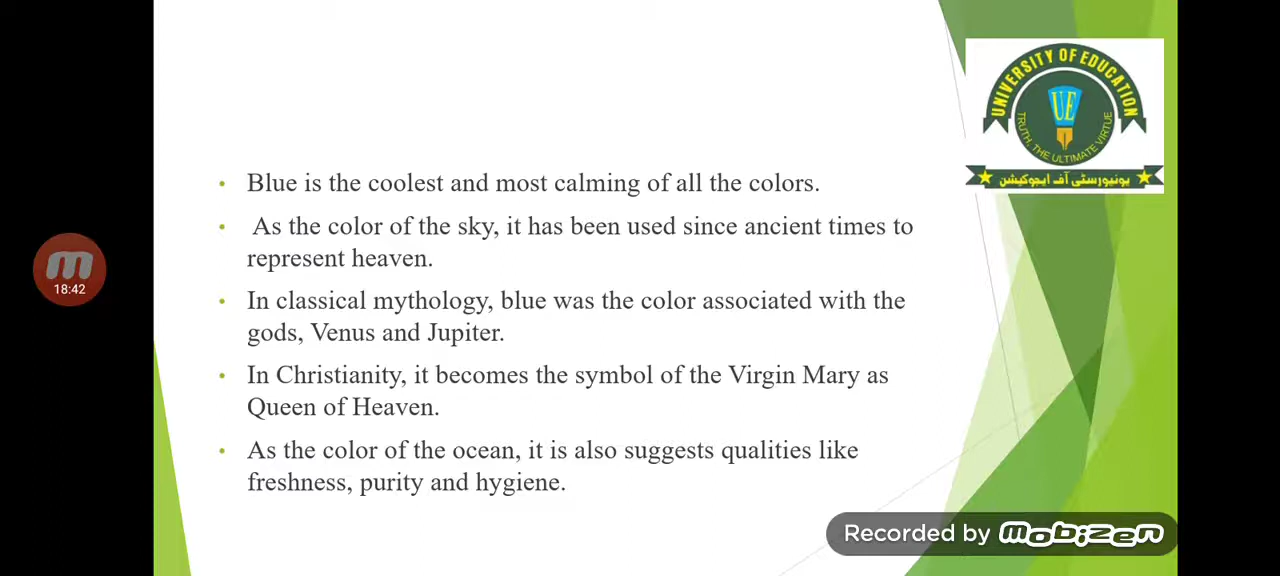 UNIVERSITY OF EDUCATION
UE
TRUTH, THE ULTIMATE VIRTUE
یونیورسٹی آف ایجوکیشن
• Blue is the coolest and most calming of all the colors.
• As the color of the sky, it has been used since ancient times to
represent heaven.
• In classical mythology, blue was the color associated with the
gods, Venus and Jupiter.
• In Christianity, it becomes the symbol of the Virgin Mary as
Queen of Heaven.
• As the color of the ocean, it is also suggests qualities like
freshness, purity and hygiene.
18:42
Recorded by mobizen